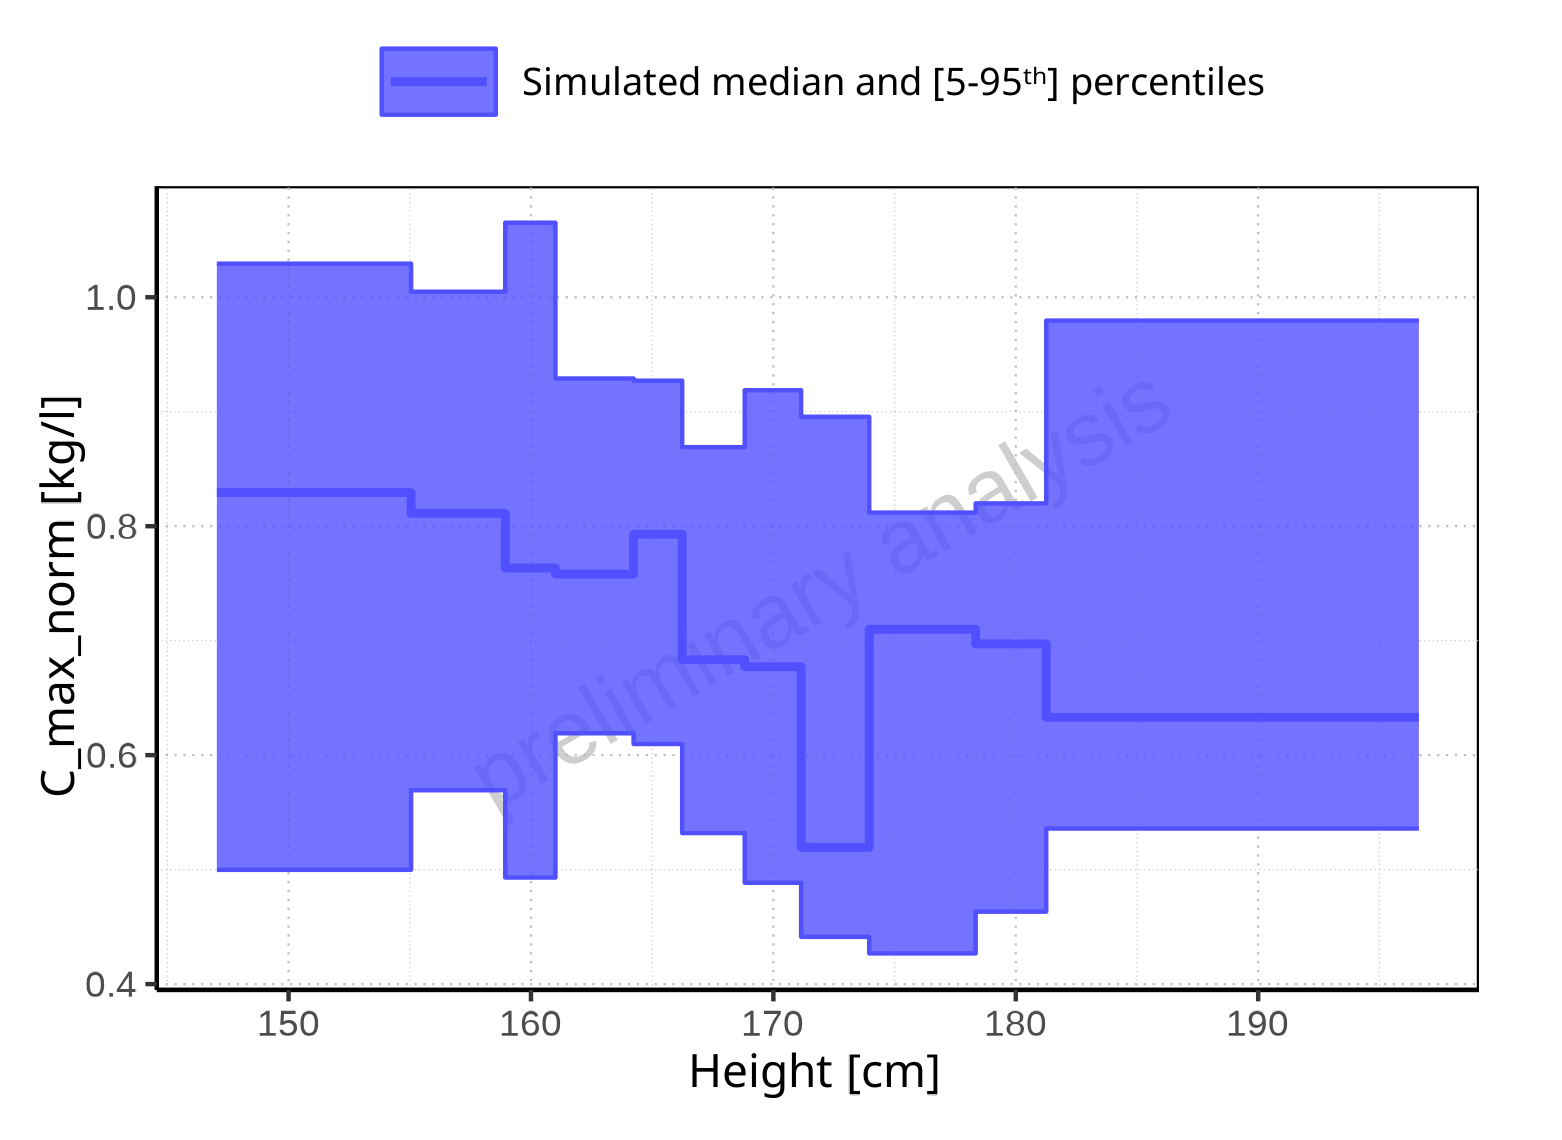 Simulated median and [5-95ᵗʰ] percentiles
C_max_norm [kg/l]
1.0
0.8
0.6
0.4
preliminary analysis
150 160 170 180 190
Height [cm]